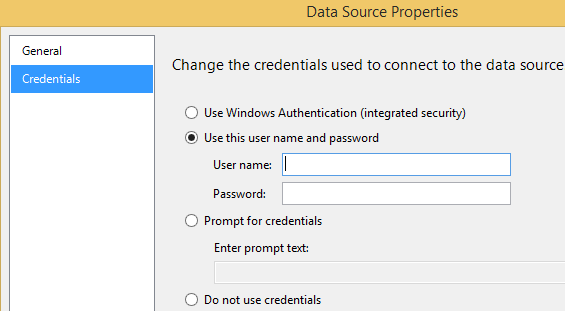 Data Source Properties
General
Credentials
Change the credentials used to connect to the data source
Use Windows Authentication (integrated security)
Use this user name and password
User name:
Password:
Prompt for credentials
Enter prompt text:
Do not use credentials